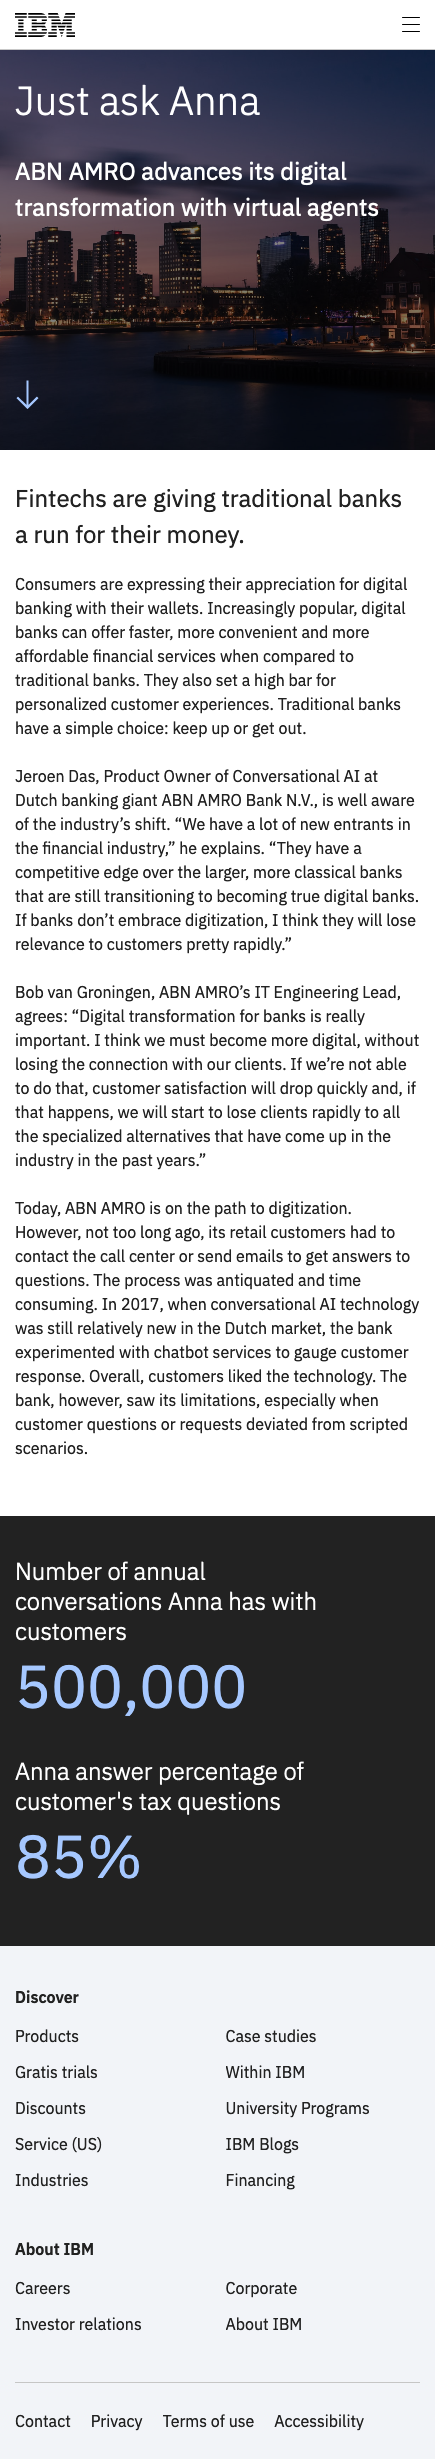 IBM
Just ask Anna
ABN AMRO advances its digital
transformation with virtual agents
Fintechs are giving traditional banks
a run for their money.
Consumers are expressing their appreciation for digital
banking with their wallets. Increasingly popular, digital
banks can offer faster, more convenient and more
affordable financial services when compared to
traditional banks. They also set a high bar for
personalized customer experiences. Traditional banks
have a simple choice: keep up or get out.
Jeroen Das, Product Owner of Conversational AI at
Dutch banking giant ABN AMRO Bank N.V., is well aware
of the industry’s shift. “We have a lot of new entrants in
the financial industry,” he explains. “They have a
competitive edge over the larger, more classical banks
that are still transitioning to becoming true digital banks.
If banks don’t embrace digitization, I think they will lose
relevance to customers pretty rapidly.”
Bob van Groningen, ABN AMRO’s IT Engineering Lead,
agrees: “Digital transformation for banks is really
important. I think we must become more digital, without
losing the connection with our clients. If we’re not able
to do that, customer satisfaction will drop quickly and, if
that happens, we will start to lose clients rapidly to all
the specialized alternatives that have come up in the
industry in the past years.”
Today, ABN AMRO is on the path to digitization.
However, not too long ago, its retail customers had to
contact the call center or send emails to get answers to
questions. The process was antiquated and time
consuming. In 2017, when conversational AI technology
was still relatively new in the Dutch market, the bank
experimented with chatbot services to gauge customer
response. Overall, customers liked the technology. The
bank, however, saw its limitations, especially when
customer questions or requests deviated from scripted
scenarios.
Number of annual
conversations Anna has with
customers
500,000
Anna answer percentage of
customer's tax questions
85%
Discover
Products
Gratis trials
Discounts
Service (US)
Industries
Case studies
Within IBM
University Programs
IBM Blogs
Financing
About IBM
Careers
Investor relations
Corporate
About IBM
Contact Privacy Terms of use Accessibility